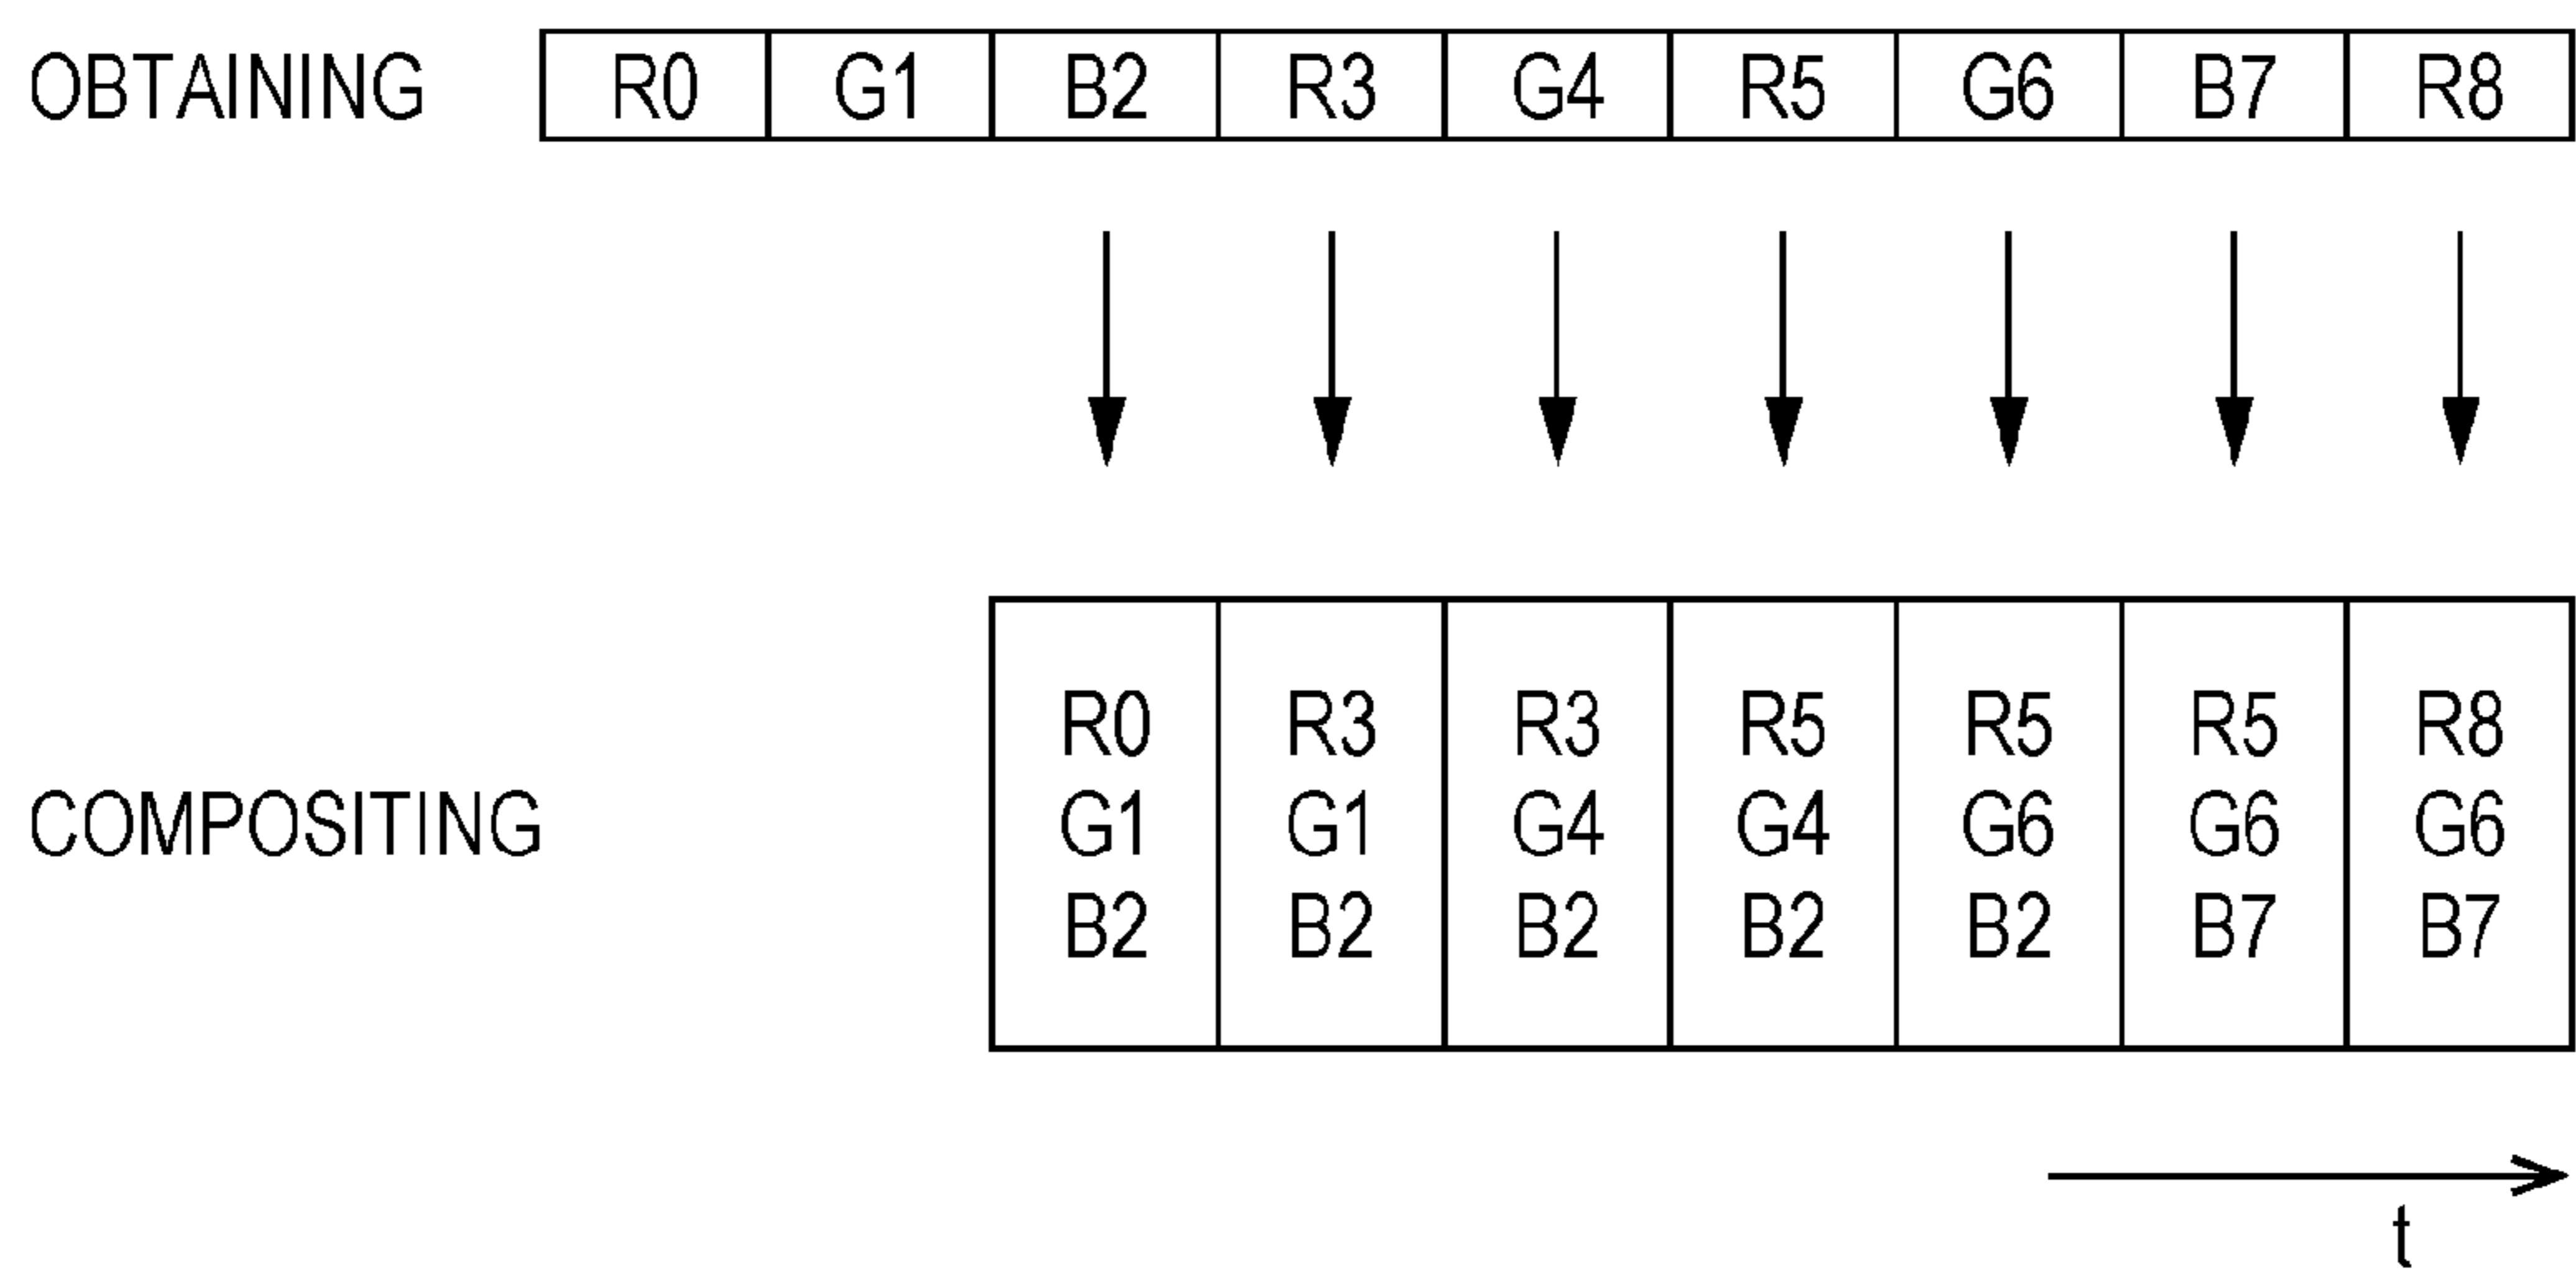 OBTAINING R0 G1 B2 R3 G4 R5 G6 B7 R8
R0 R3 R3 R5 R5 R5 R8
COMPOSITING G1 G1 G4 G4 G6 G6 G6
B2 B2 B2 B2 B2 B7 B7
t